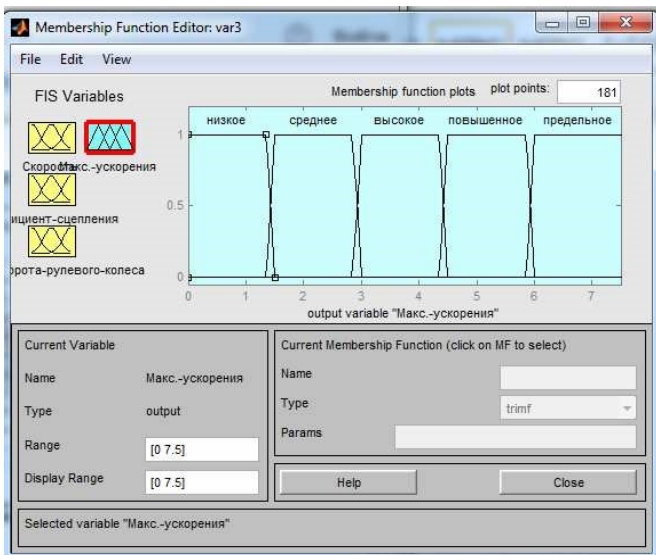 Membership Function Editor: var3
File Edit View
FIS Variables
Membership function plots plot points: 181
низкое среднее высокое повышенное предельное
1
0.5
0
0 1 2 3 4 5 6 7
output variable "Макс.-ускорения"
Скорость
Макс.-ускорения
ициент-сцепления
рота-рулевого-колеса
Current Variable
Name Макс.-ускорения
Type output
Range [0 7.5]
Display Range [0 7.5]
Current Membership Function (click on MF to select)
Name
Type trimf
Params
Help Close
Selected variable "Макс.-ускорения"